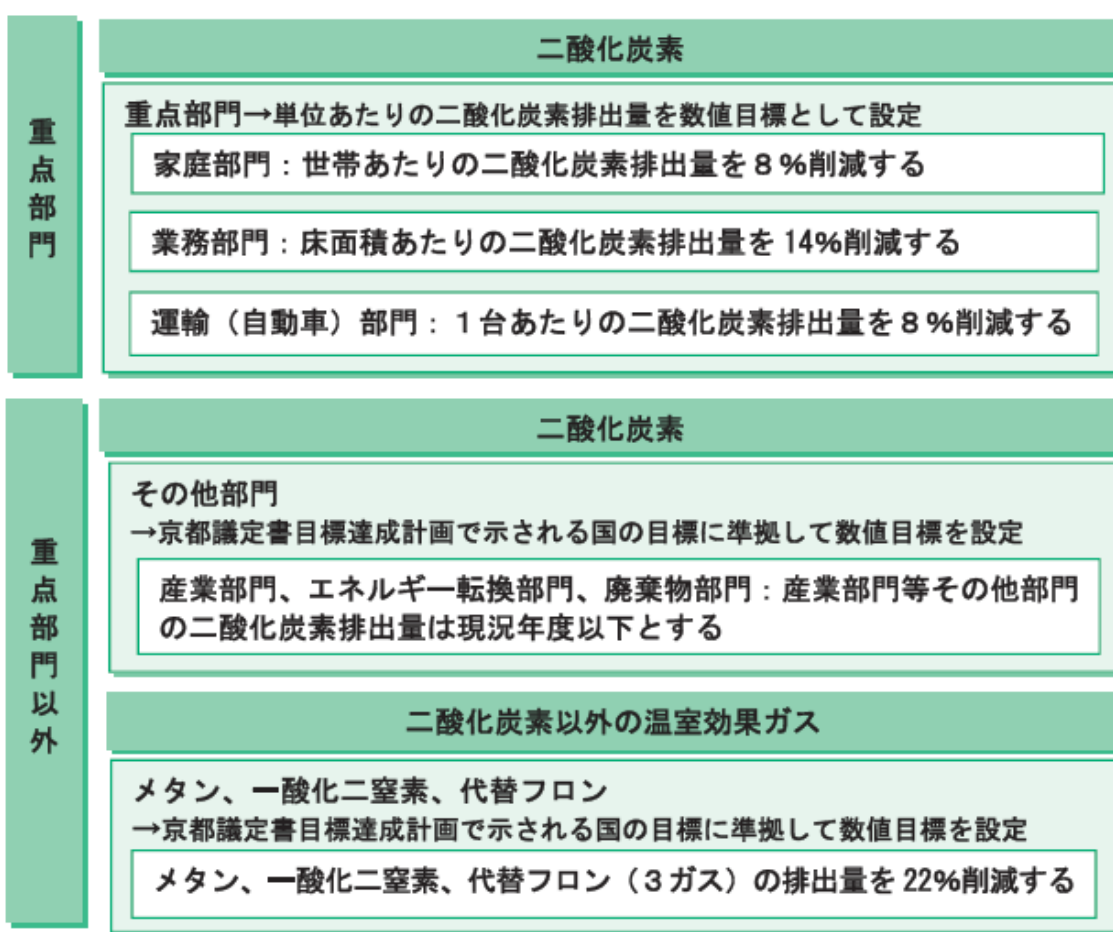 重点部門
二酸化炭素
重点部門→単位あたりの二酸化炭素排出量を数値目標として設定
家庭部門：世帯あたりの二酸化炭素排出量を８％削減する
業務部門：床面積あたりの二酸化炭素排出量を 14％削減する
運輸（自動車）部門：１台あたりの二酸化炭素排出量を８％削減する
重点部門以外
二酸化炭素
その他部門
→京都議定書目標達成計画で示される国の目標に準拠して数値目標を設定
産業部門、エネルギー転換部門、廃棄物部門：産業部門等その他部門
の二酸化炭素排出量は現況年度以下とする
二酸化炭素以外の温室効果ガス
メタン、一酸化二窒素、代替フロン
→京都議定書目標達成計画で示される国の目標に準拠して数値目標を設定
メタン、一酸化二窒素、代替フロン（３ガス）の排出量を 22％削減する